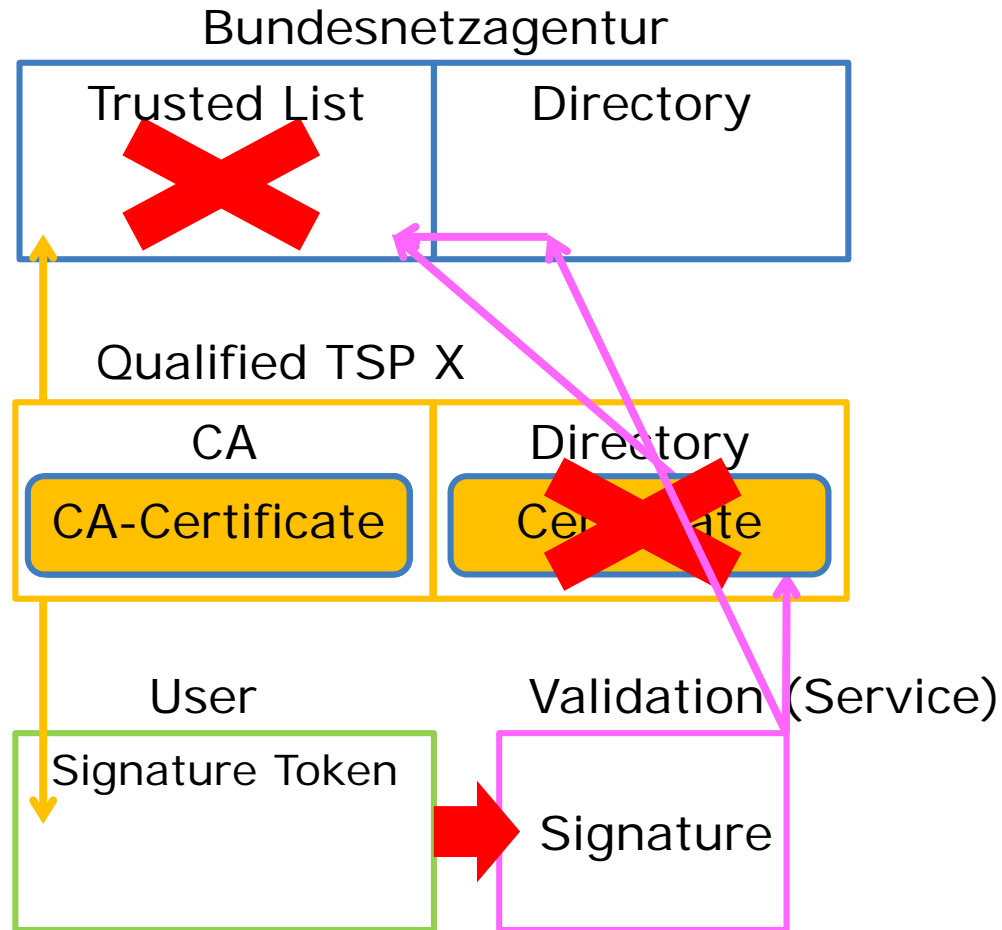 Bundesnetzagentur
Trusted List
Directory
Qualified TSP X
CA
Directory
CA-Certificate
User
Validation (Service)
Signature Token
Signature